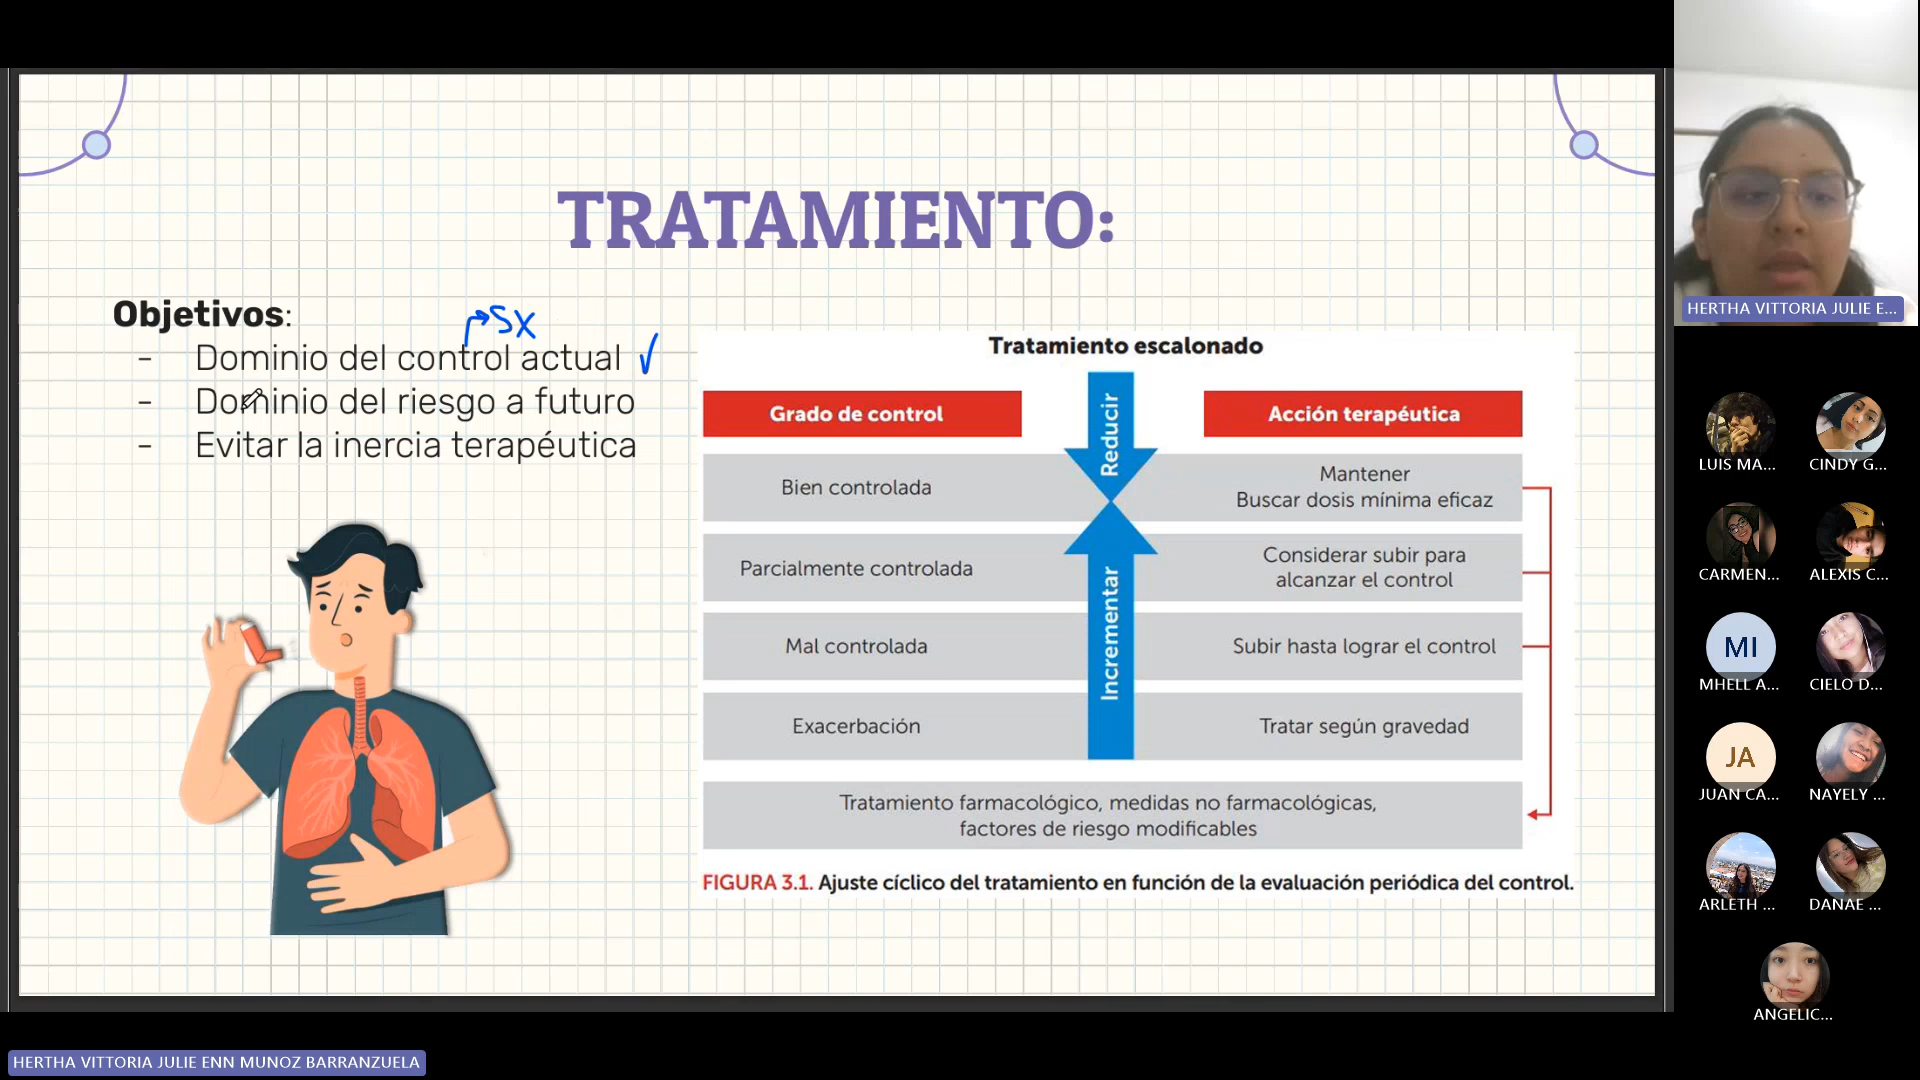 TRATAMIENTO:
Objetivos:
SX
- Dominio del control actual ✓
- Dominio del riesgo a futuro
- Evitar la inercia terapéutica
Tratamiento escalonado
Grado de control
Reducir
Acción terapéutica
Bien controlada
Mantener
Buscar dosis mínima eficaz
Parcialmente controlada
Considerar subir para
alcanzar el control
Incrementar
Mal controlada
Subir hasta lograr el control
Exacerbación
Tratar según gravedad
Tratamiento farmacológico, medidas no farmacológicas,
factores de riesgo modificables
FIGURA 3.1. Ajuste cíclico del tratamiento en función de la evaluación periódica del control.
HERTHA VITTORIA JULIE E...
LUIS MA...
CINDY G...
CARMEN...
ALEXIS C...
MI
MHELL A...
CIELO D...
JA
JUAN CA...
NAYELY ...
ARLETH ...
DANAE ...
ANGELIC...
HERTHA VITTORIA JULIE ENN MUNOZ BARRANZUELA